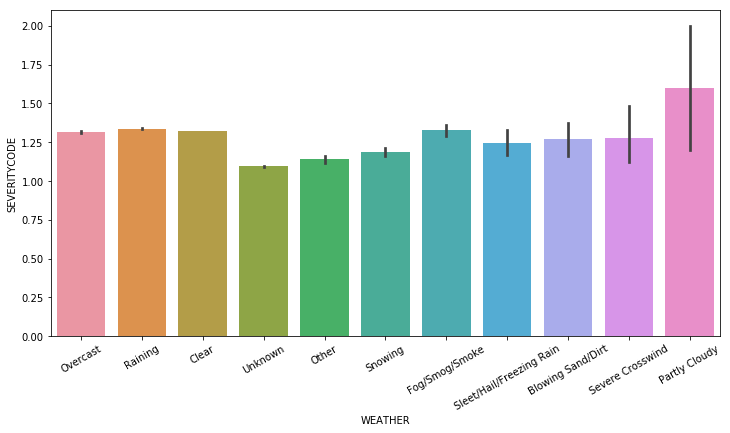 2.00
1.75
1.50
1.25
1.00
0.75
0.50
0.25
0.00
SEVERITYCODE
Overcast
Raining
Clear
Unknown
Other
Snowing
Fog/Smog/Smoke
Sleet/Hail/Freezing Rain
Blowing Sand/Dirt
Severe Crosswind
Partly Cloudy
WEATHER